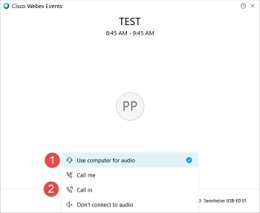 Cisco Webex Events
TEST
8:45 AM - 9:45 AM
PP
1 Use computer for audio
Call me
2 Call in
Don't connect to audio
Sennheiser USB-ED 01